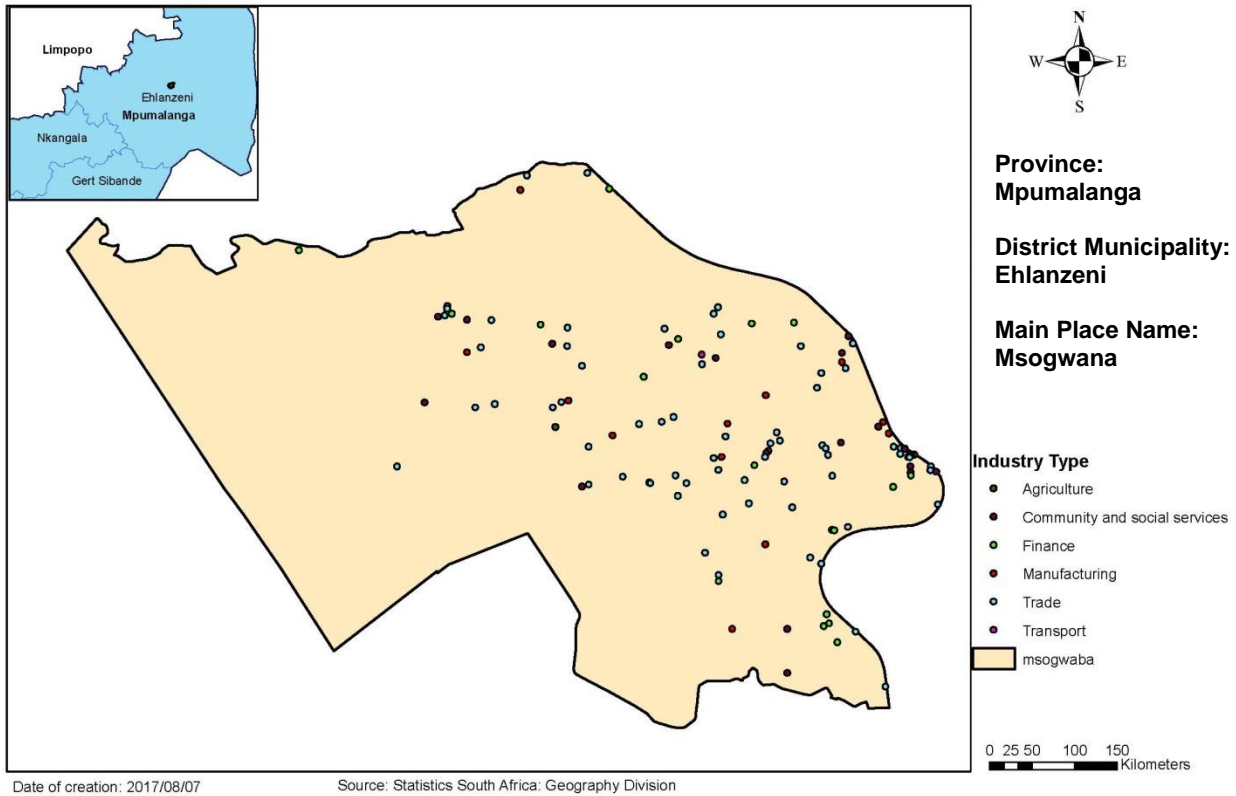 Limpopo
Ehlanzeni
Mpumalanga
Nkangala
Gert Sibande
N
W E
S
Province:
Mpumalanga
District Municipality:
Ehlanzeni
Main Place Name:
Msogwana
Industry Type
Agriculture
Community and social services
Finance
Manufacturing
Trade
Transport
msogwaba
0 25 50 100 150
Kilometers
Date of creation: 2017/08/07 Source: Statistics South Africa: Geography Division